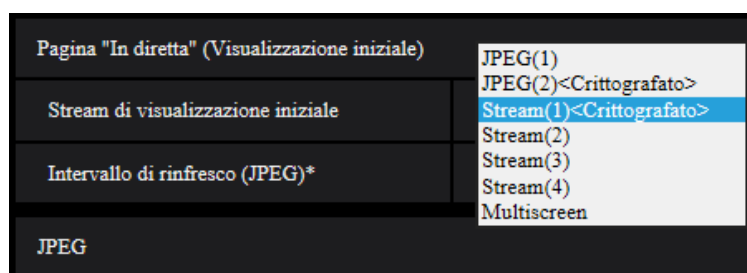 Pagina "In diretta" (Visualizzazione iniziale)
JPEG(1)
JPEG(2)<Crittografato>
Stream di visualizzazione iniziale
Stream(1)<Crittografato>
Stream(2)
Stream(3)
Intervallo di rinfresco (JPEG)*
Stream(4)
Multiscreen
JPEG